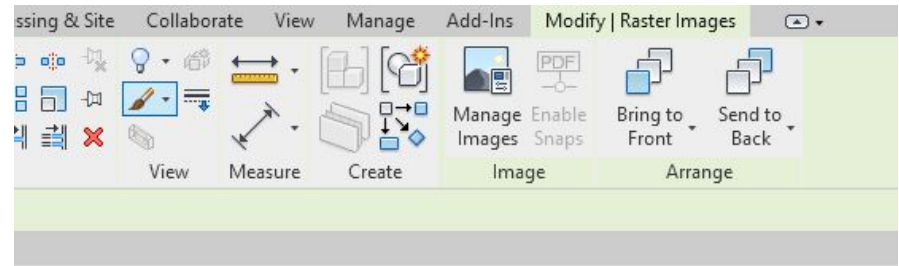 ssing & Site Collaborate View Manage Add-Ins Modify | Raster Images
PDF
Manage Enable Bring to Send to
Images Snaps Front Back
View Measure Create Image Arrange